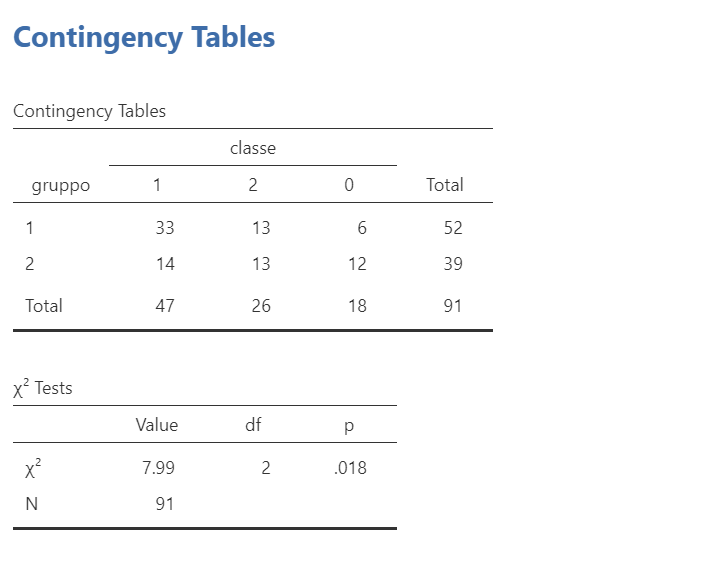 Contingency Tables
Contingency Tables
classe
gruppo 1 2 0 Total
1 33 13 6 52
2 14 13 12 39
Total 47 26 18 91
χ² Tests
Value df p
χ² 7.99 2 .018
N 91